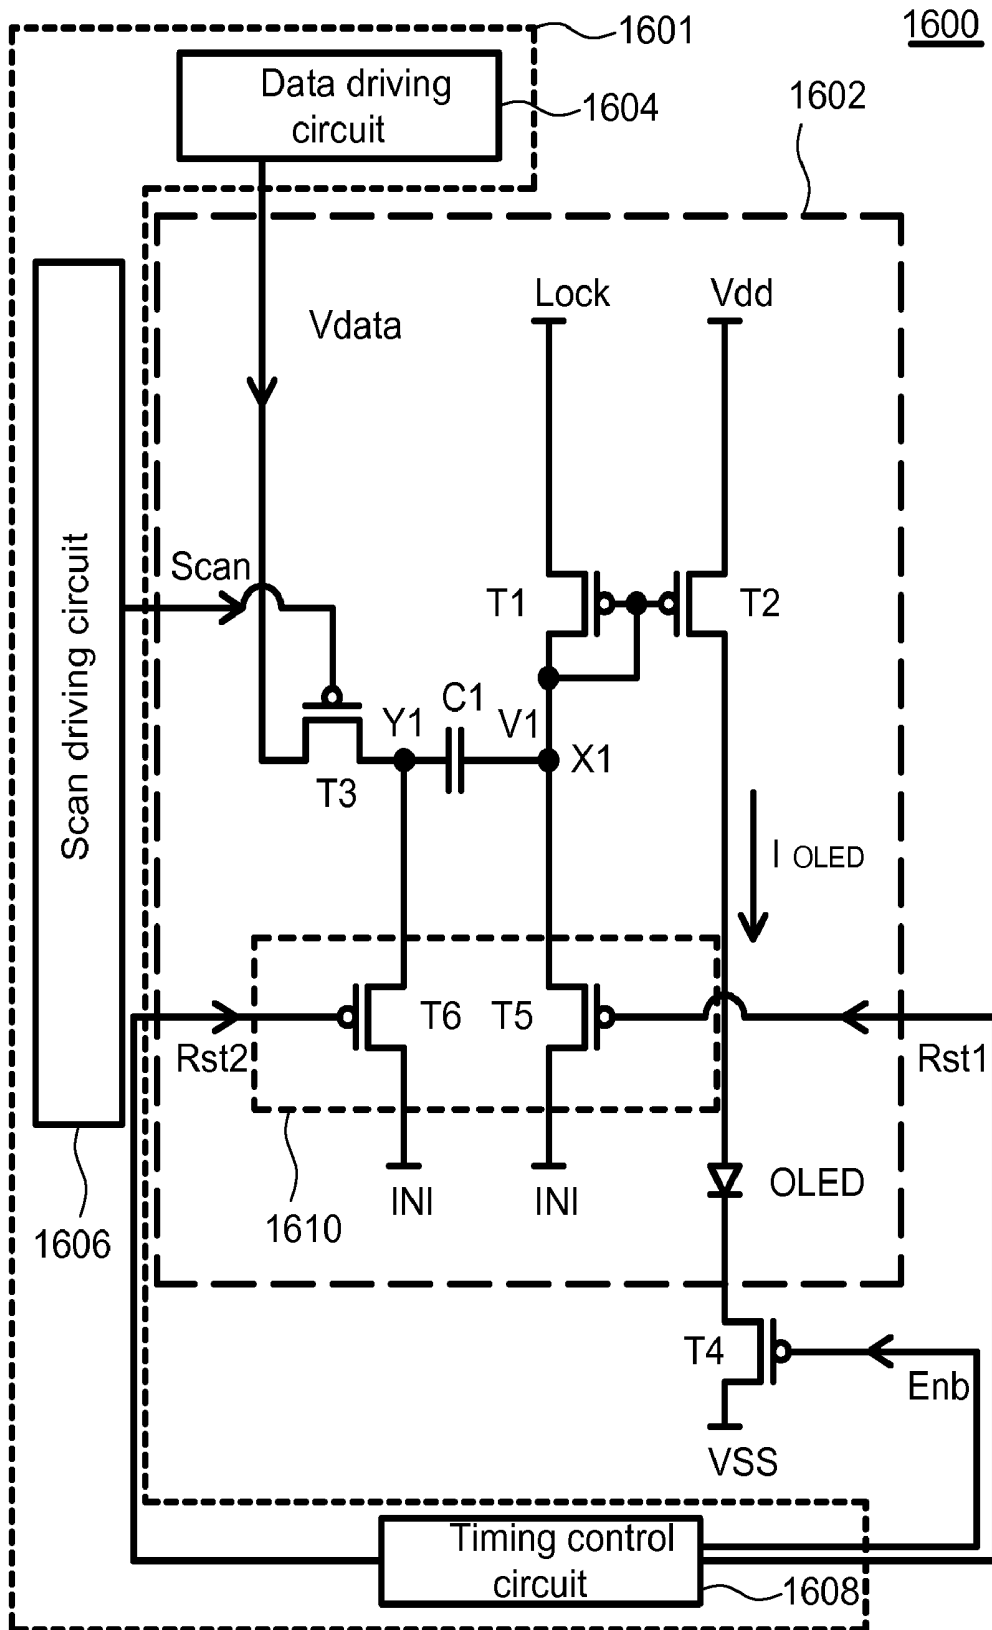 1601
1600
Data driving
circuit
1604
1602
Lock
Vdd
Vdata
Scan
T1
T2
Scan driving circuit
C1
Y1
V1
X1
T3
I OLED
T6
T5
Rst2
Rst1
INI
INI
OLED
1610
1606
T4
Enb
VSS
Timing control
circuit
1608